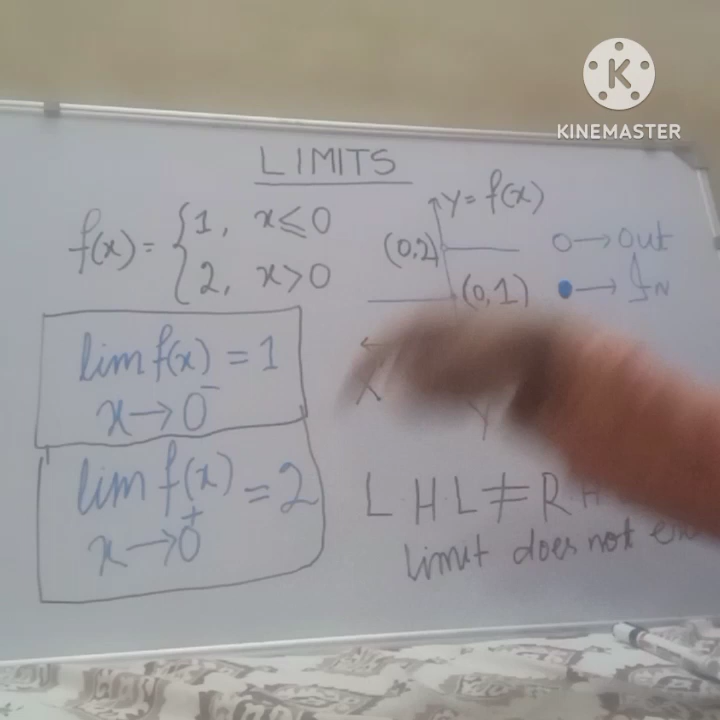 K
KINEMASTER
LIMITS
f(x) = { 1, x ≤ 0
2, x > 0
Y = f(x)
(0,2)
(0,1)
O → Out
● → IN
lim f(x) = 1
x → 0⁻
lim f(x) = 2
x → 0⁺
X
Y
L H L ≠ R H
limit does not